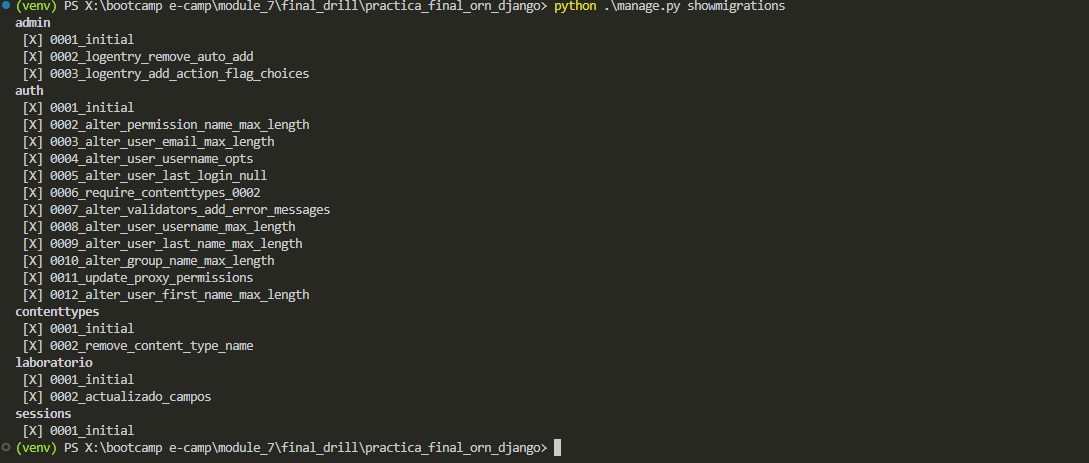 (venv) PS X:\bootcamp e-camp\module_7\final_drill\practica_final_orn_django> python .\manage.py showmigrations
admin
[X] 0001_initial
[X] 0002_logentry_remove_auto_add
[X] 0003_logentry_add_action_flag_choices
auth
[X] 0001_initial
[X] 0002_alter_permission_name_max_length
[X] 0003_alter_user_email_max_length
[X] 0004_alter_user_username_opts
[X] 0005_alter_user_last_login_null
[X] 0006_require_contenttypes_0002
[X] 0007_alter_validators_add_error_messages
[X] 0008_alter_user_username_max_length
[X] 0009_alter_user_last_name_max_length
[X] 0010_alter_group_name_max_length
[X] 0011_update_proxy_permissions
[X] 0012_alter_user_first_name_max_length
contenttypes
[X] 0001_initial
[X] 0002_remove_content_type_name
laboratorio
[X] 0001_initial
[X] 0002_actualizado_campos
sessions
[X] 0001_initial
(venv) PS X:\bootcamp e-camp\module_7\final_drill\practica_final_orn_django>